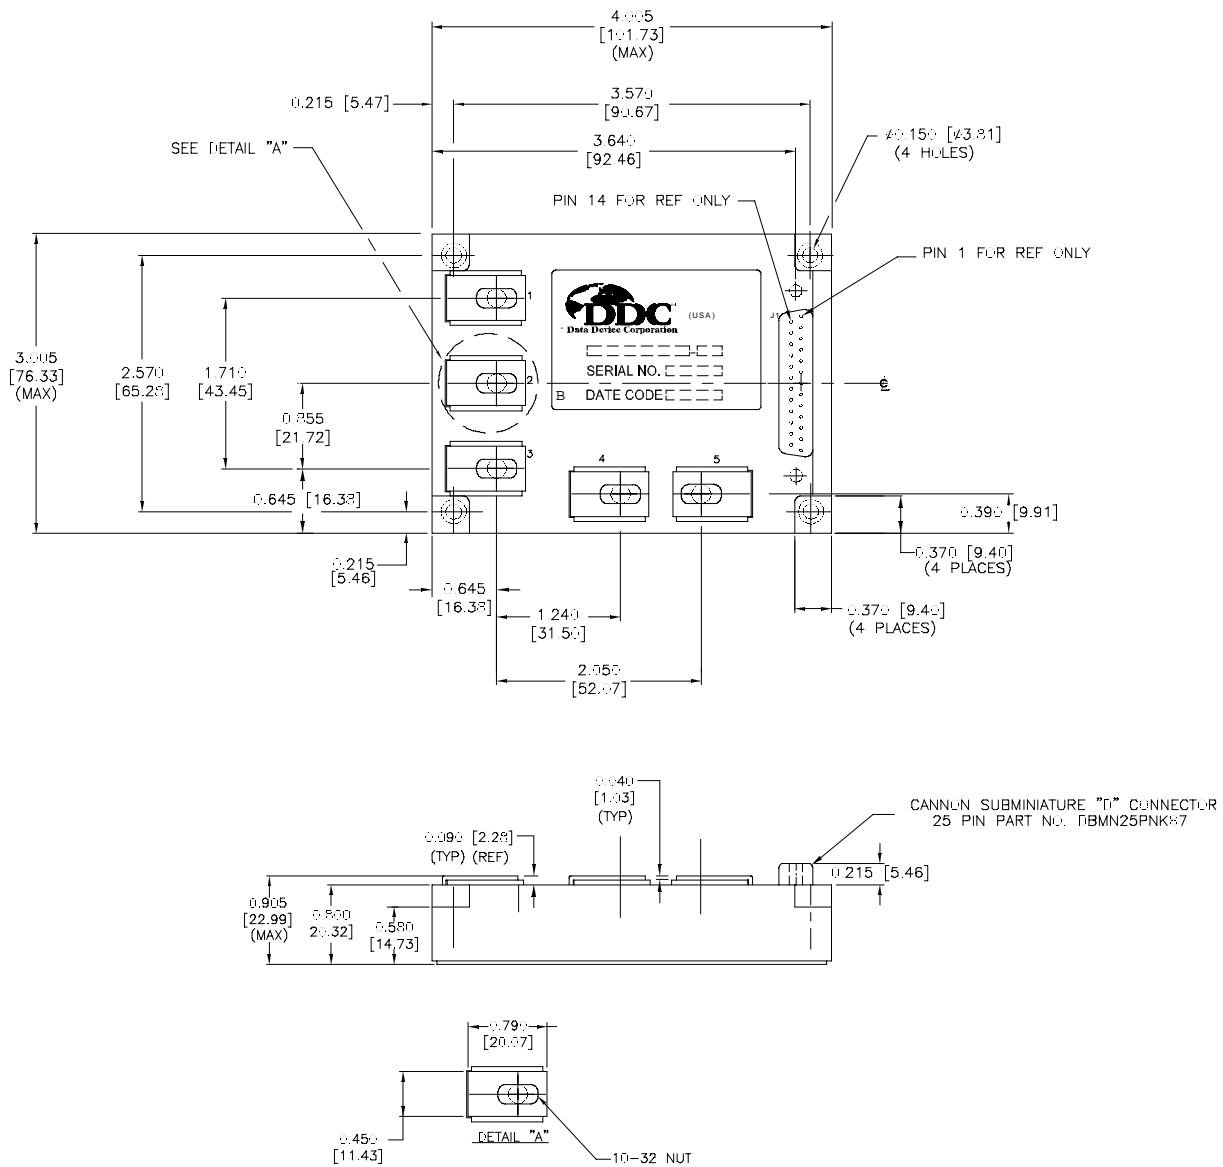 4.005
[101.73]
(MAX)
3.570
[90.67]
0.215 [5.47]
3.640
[92.46]
Ø0.150 [Ø3.81]
(4 HOLES)
SEE DETAIL "A"
PIN 14 FOR REF ONLY
PIN 1 FOR REF ONLY
1
DDC
(USA)
J1
Data Device Corporation
3.005
[76.33]
(MAX)
2.570
[65.28]
1.710
[43.45]
2
SERIAL NO.
B DATE CODE
0.855
[21.72]
3
4
5
0.645 [16.38]
0.390 [9.91]
0.215
[5.46]
0.370 [9.40]
(4 PLACES)
0.645
[16.38]
1.240
[31.50]
0.370 [9.40]
(4 PLACES)
2.050
[52.07]
0.040
[1.03]
(TYP)
CANNON SUBMINIATURE "D" CONNECTOR
25 PIN PART NO. DBMN25PNK87
0.090 [2.28]
(TYP) (REF)
0.215 [5.46]
0.905
[22.99]
(MAX)
0.800
20.32]
0.580
[14.73]
0.790
[20.07]
0.450
[11.43]
DETAIL "A"
10-32 NUT